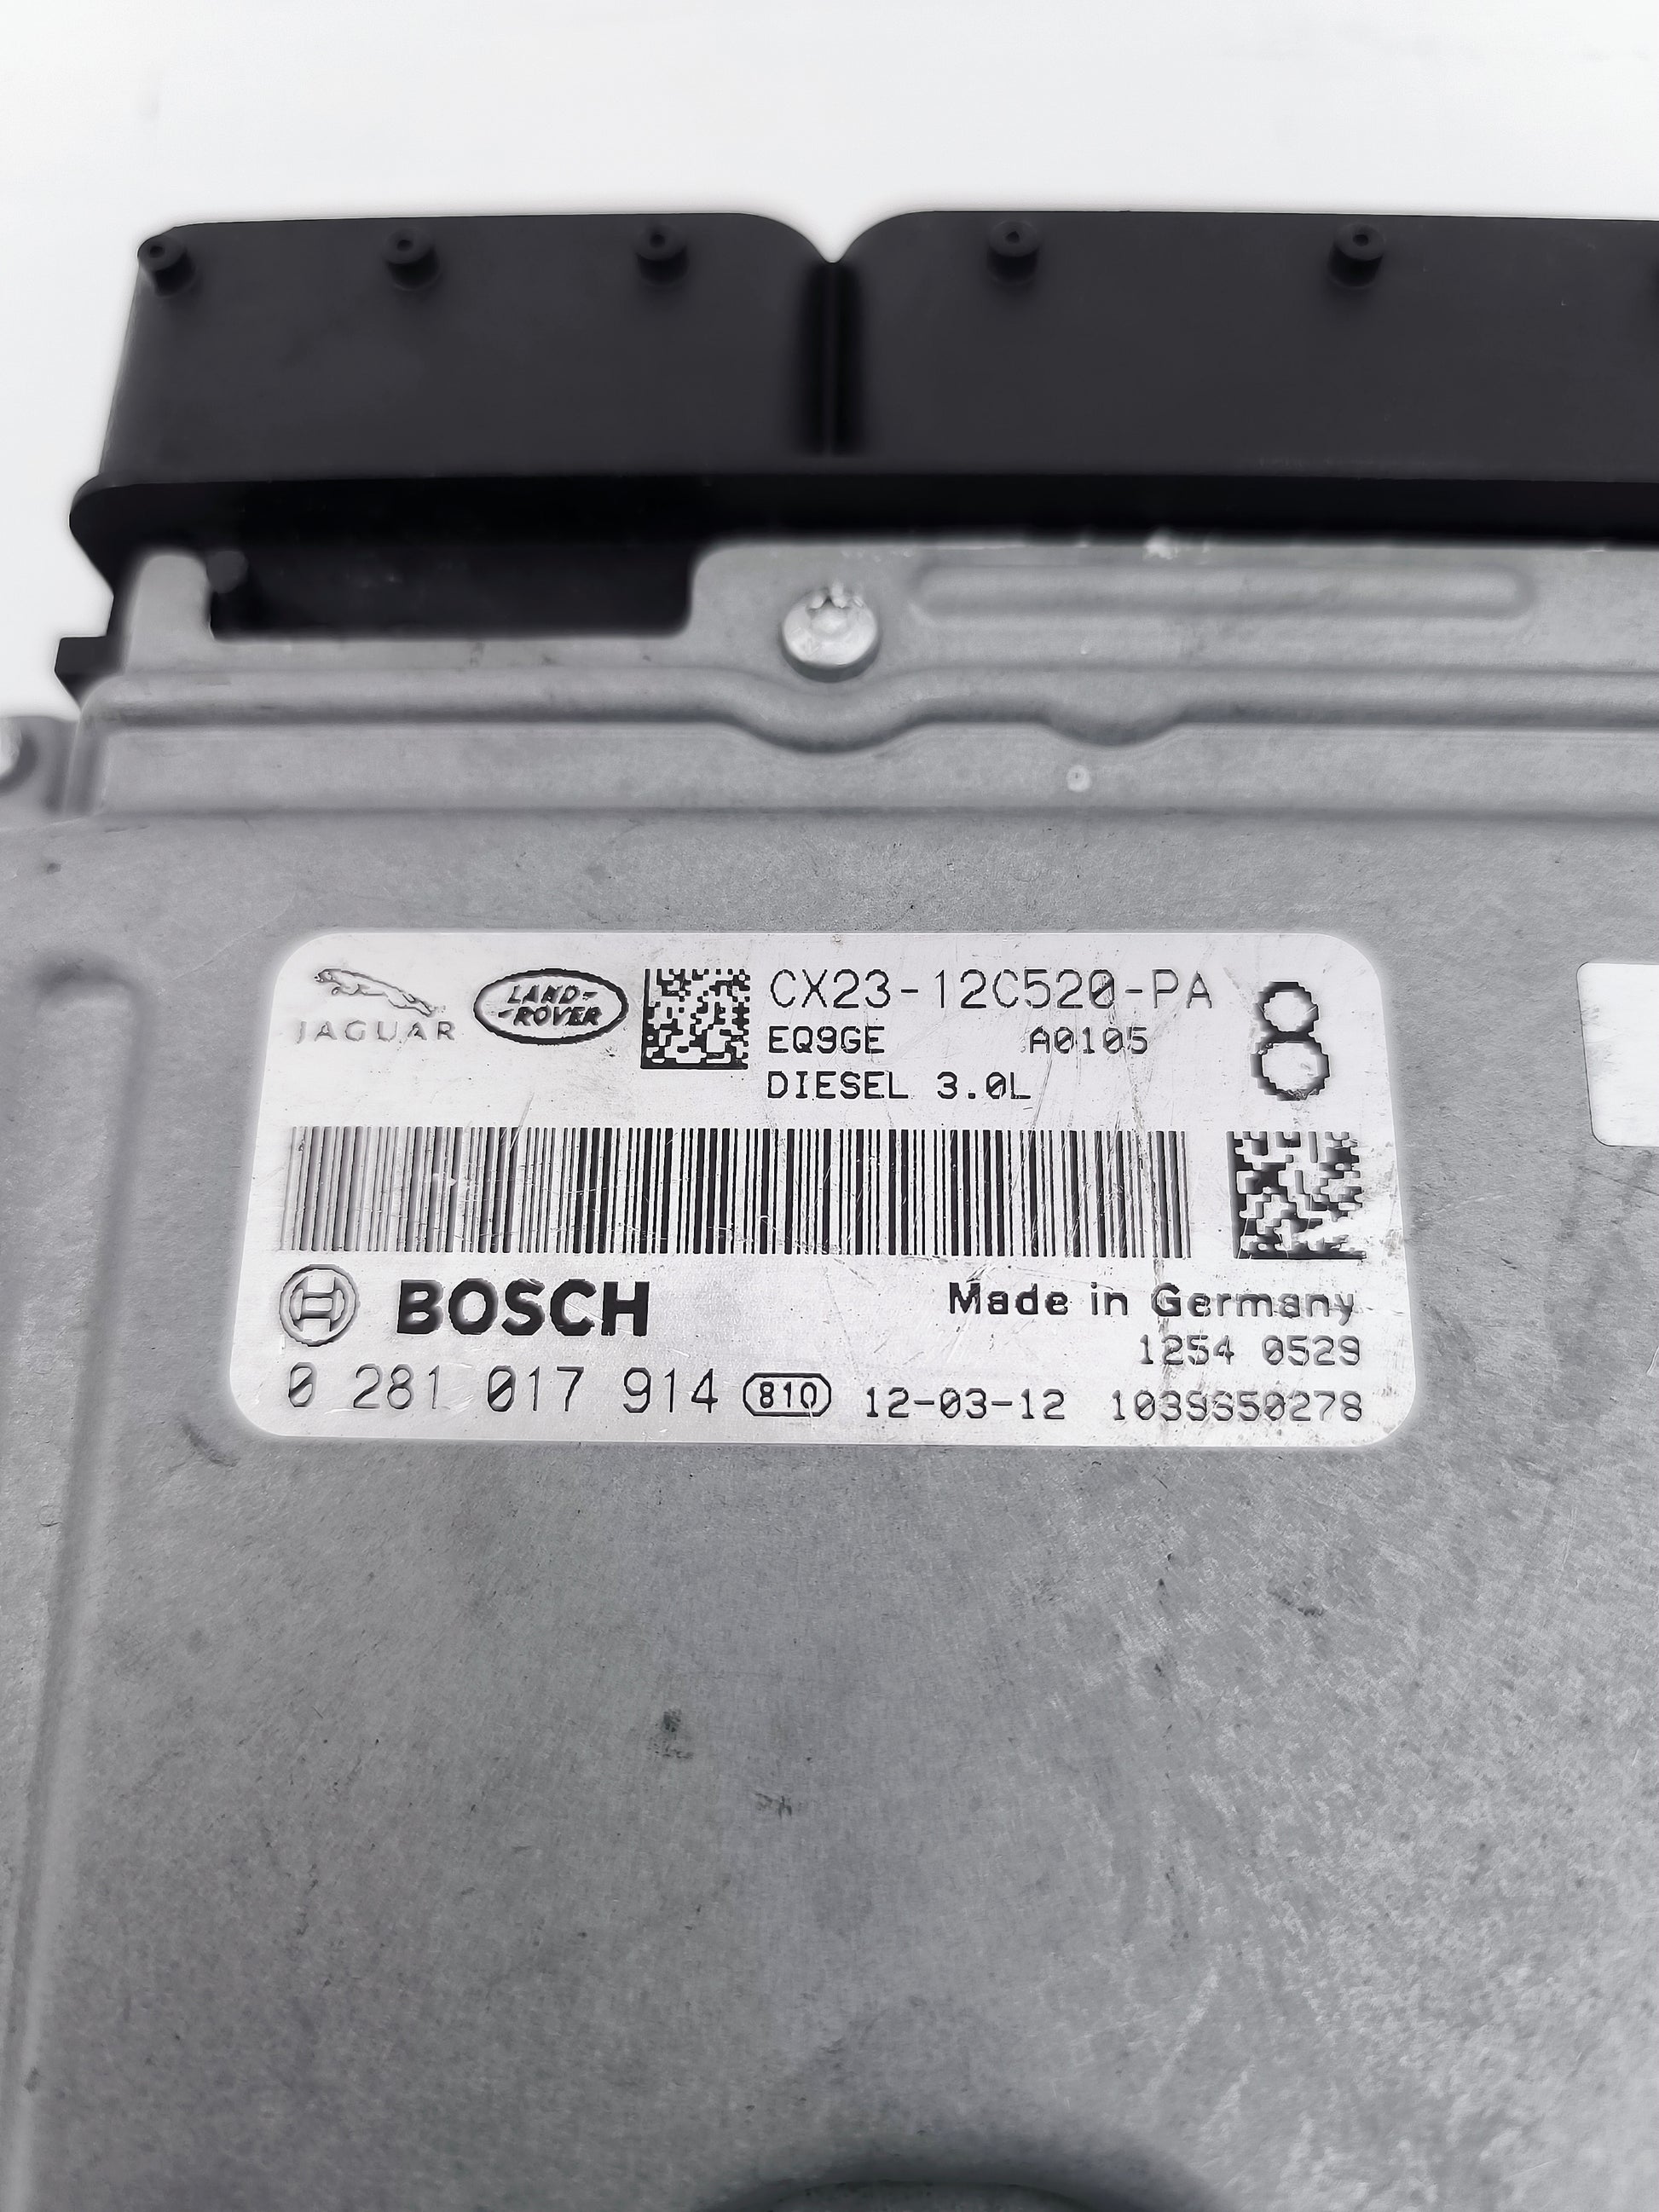 JAGUAR
LAND-
-ROVER
CX23-12C520-PA
8
EQ9GE A0105
DIESEL 3.0L
BOSCH
Made in Germany
1254 0529
0 281 017 914 810 12-03-12